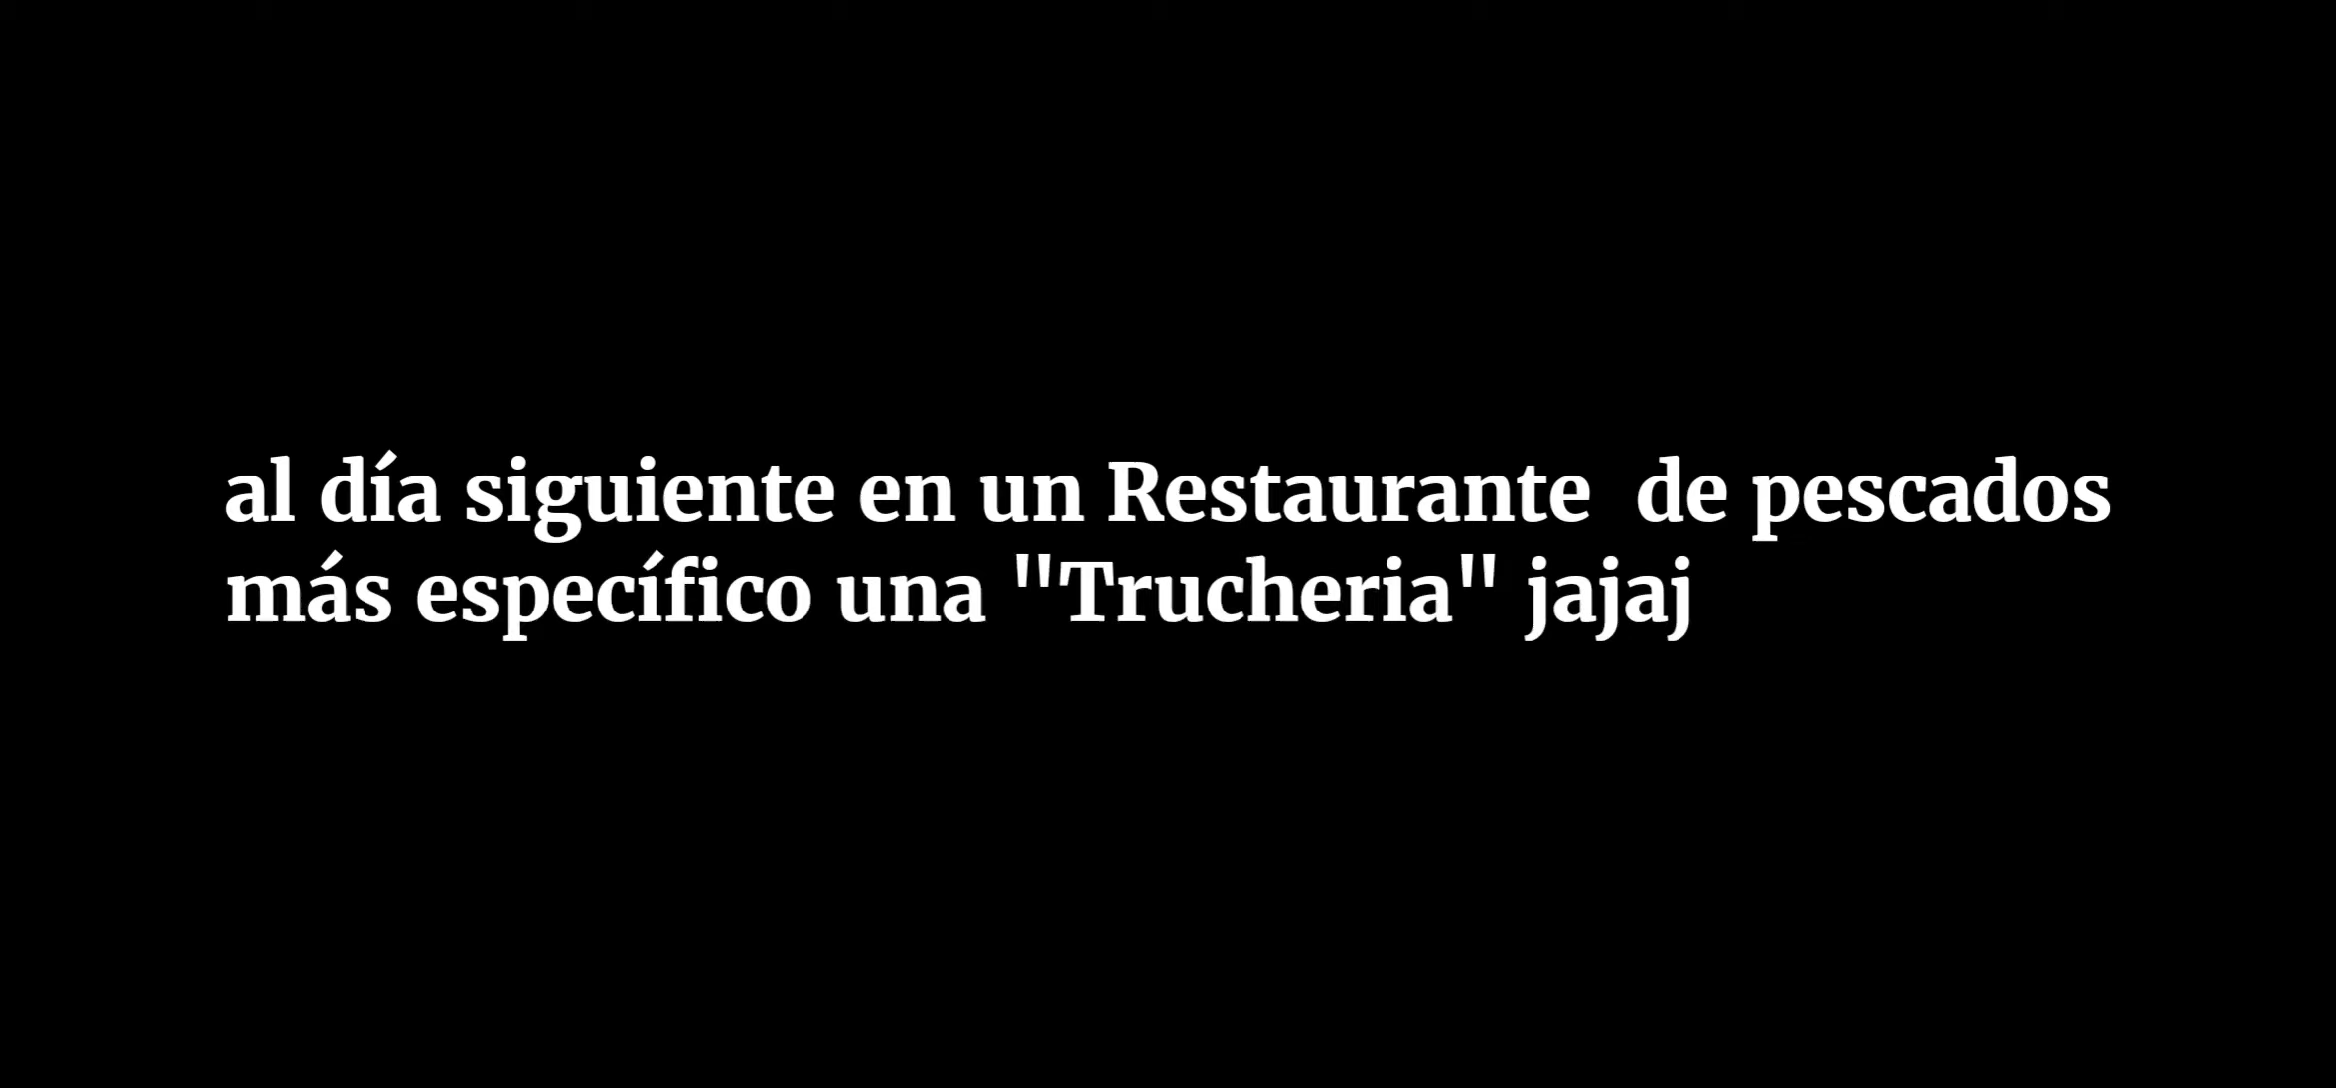 al día siguiente en un Restaurante  de pescados
más específico una "Trucheria" jajaj